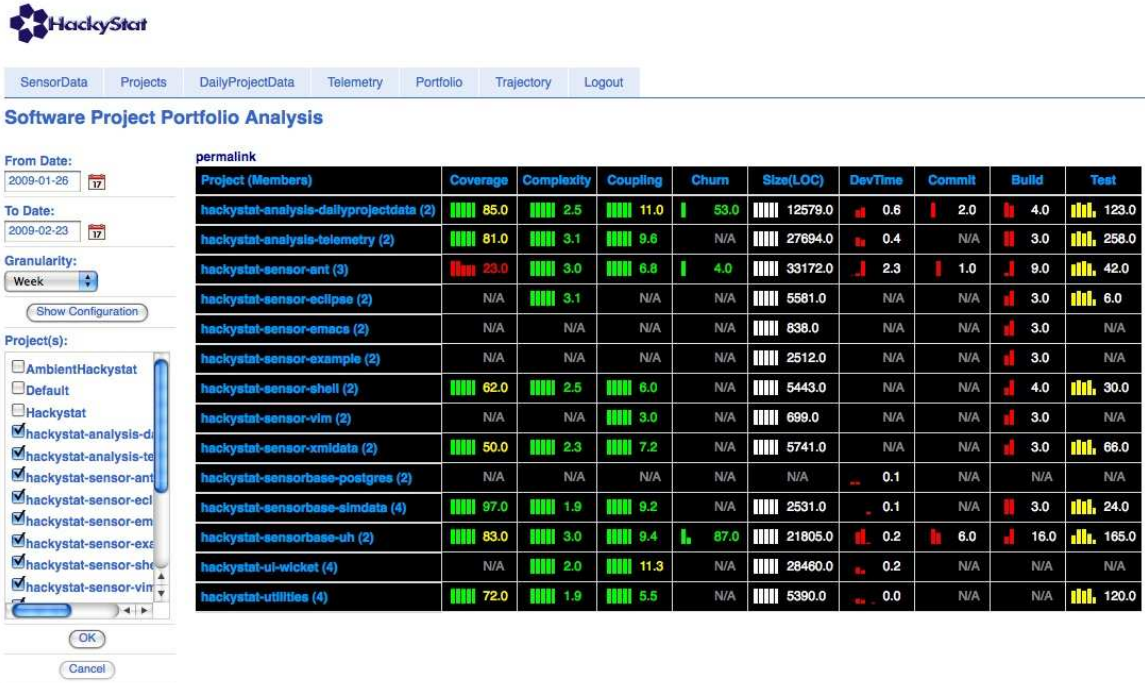 HackyStat
SensorData Projects DailyProjectData Telemetry Portfolio Trajectory Logout
Software Project Portfolio Analysis
From Date:
2009-01-26
17
To Date:
2009-02-23
17
Granularity:
Week
Show Configuration
Project(s):
AmbientHackystat
Default
Hackystat
hackystat-analysis-da
hackystat-analysis-te
hackystat-sensor-ant
hackystat-sensor-ecl
hackystat-sensor-em
hackystat-sensor-exa
hackystat-sensor-she
hackystat-sensor-vim
OK
Cancel
permalink
Project (Members) Coverage Complexity Coupling Churn Size(LOC) DevTime Commit Build Test
hackystat-analysis-dailyprojectdata (2) 85.0 2.5 11.0 53.0 12579.0 0.6 2.0 4.0 123.0
hackystat-analysis-telemetry (2) 81.0 3.1 9.6 N/A 27694.0 0.4 N/A 3.0 258.0
hackystat-sensor-ant (3) 23.0 3.0 6.8 4.0 33172.0 2.3 1.0 9.0 42.0
hackystat-sensor-eclipse (2) N/A 3.1 N/A N/A 5581.0 N/A N/A 3.0 6.0
hackystat-sensor-emacs (2) N/A N/A N/A N/A 838.0 N/A N/A 3.0 N/A
hackystat-sensor-example (2) N/A N/A N/A N/A 2512.0 N/A N/A 3.0 N/A
hackystat-sensor-shell (2) 62.0 2.5 6.0 N/A 5443.0 N/A N/A 4.0 30.0
hackystat-sensor-vim (2) N/A N/A 3.0 N/A 699.0 N/A N/A 3.0 N/A
hackystat-sensor-xmldata (2) 50.0 2.3 7.2 N/A 5741.0 N/A N/A 3.0 66.0
hackystat-sensorbase-postgres (2) N/A N/A N/A N/A N/A 0.1 N/A N/A N/A
hackystat-sensorbase-simdata (4) 97.0 1.9 9.2 N/A 2531.0 0.1 N/A 3.0 24.0
hackystat-sensorbase-uh (2) 83.0 3.0 9.4 87.0 21805.0 0.2 6.0 16.0 165.0
hackystat-ui-wicket (4) N/A 2.0 11.3 N/A 28460.0 0.2 N/A N/A N/A
hackystat-utilities (4) 72.0 1.9 5.5 N/A 5390.0 0.0 N/A N/A 120.0